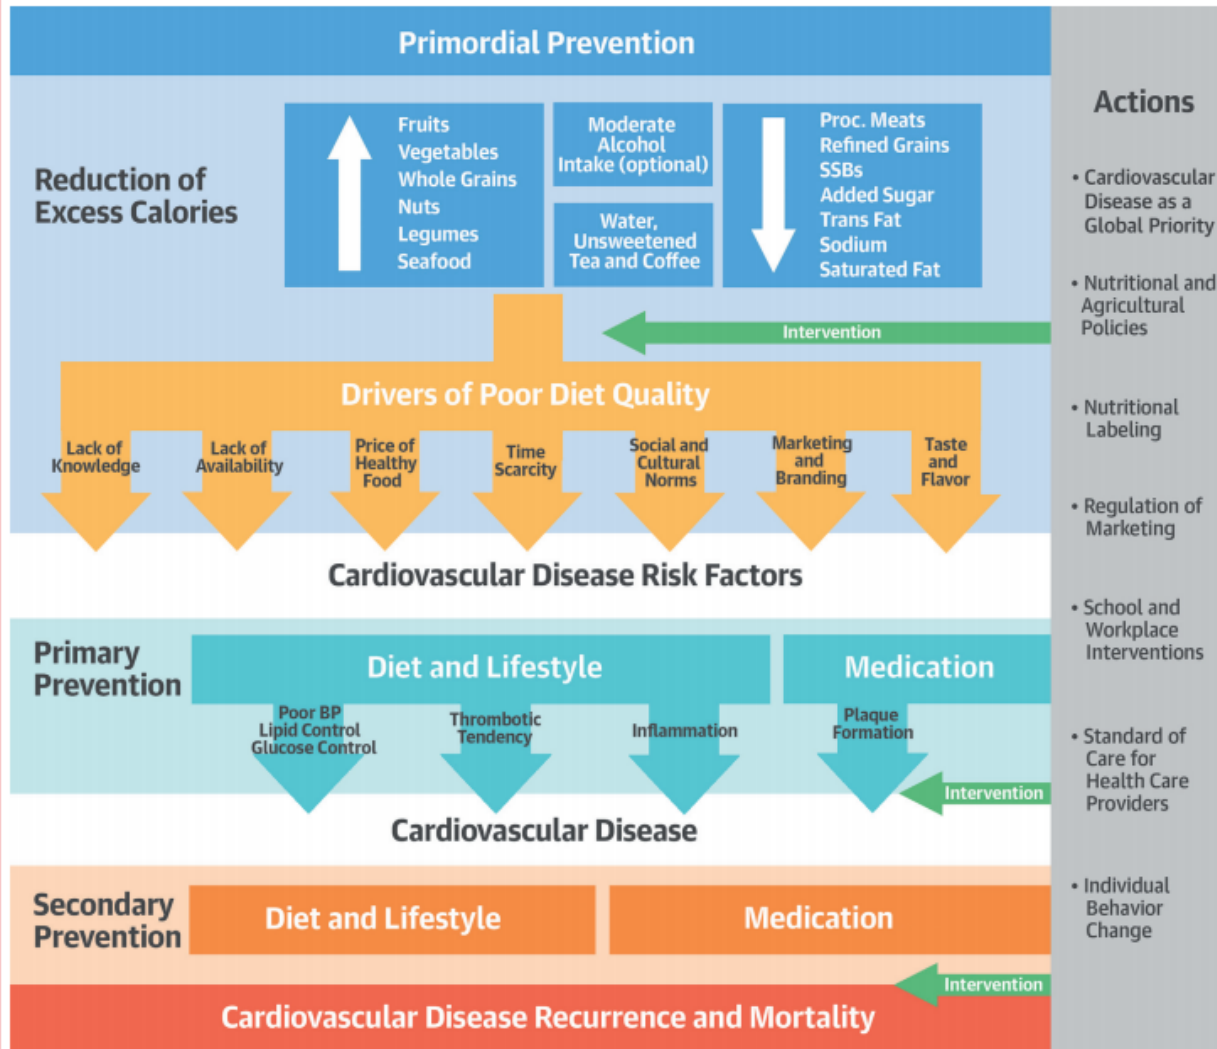 Primordial Prevention
Reduction of
Excess Calories
Fruits
Vegetables
Whole Grains
Nuts
Legumes
Seafood
Moderate
Alcohol
Intake (optional)
Water,
Unsweetened
Tea and Coffee
Proc. Meats
Refined Grains
SSBs
Added Sugar
Trans Fat
Sodium
Saturated Fat
Intervention
Drivers of Poor Diet Quality
Lack of
Knowledge
Lack of
Availability
Price of
Healthy
Food
Time
Scarcity
Social and
Cultural
Norms
Marketing
and
Branding
Taste
and
Flavor
Cardiovascular Disease Risk Factors
Primary
Prevention
Diet and Lifestyle
Medication
Poor BP
Lipid Control
Glucose Control
Thrombotic
Tendency
Inflammation
Plaque
Formation
Intervention
Cardiovascular Disease
Secondary
Prevention
Diet and Lifestyle
Medication
Intervention
Cardiovascular Disease Recurrence and Mortality
Actions
• Cardiovascular
Disease as a
Global Priority
• Nutritional and
Agricultural
Policies
• Nutritional
Labeling
• Regulation of
Marketing
• School and
Workplace
Interventions
• Standard of
Care for
Health Care
Providers
• Individual
Behavior
Change